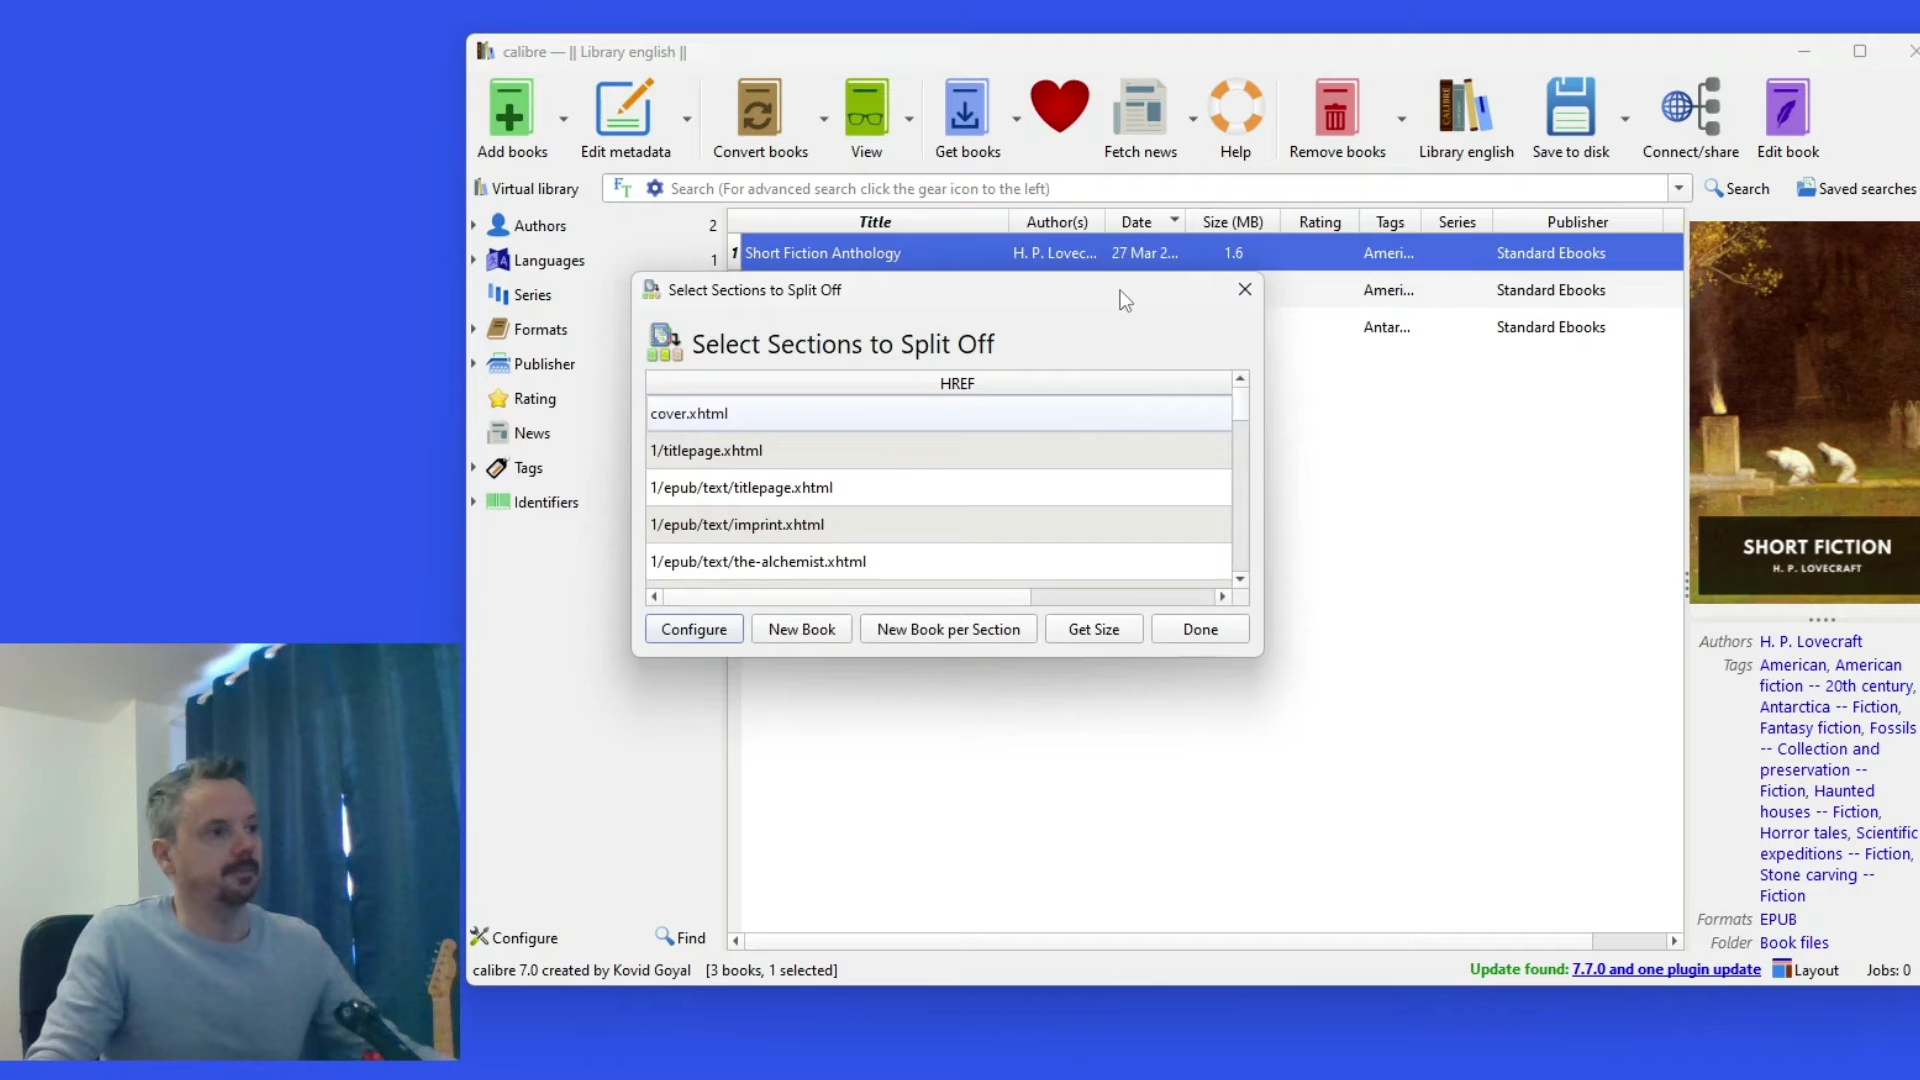 calibre — || Library english ||
Add books
Edit metadata
Convert books
View
Get books
Fetch news
Help
Remove books
Library english
Save to disk
Connect/share
Edit book
Virtual library
Search (For advanced search click the gear icon to the left)
Search
Saved searches
Authors 2
Languages 1
Series
Formats
Publisher
Rating
News
Tags
Identifiers
Title Author(s) Date Size (MB) Rating Tags Series Publisher
1 Short Fiction Anthology H. P. Lovec... 27 Mar 2... 1.6 Ameri... Standard Ebooks
Ameri... Standard Ebooks
Antar... Standard Ebooks
Select Sections to Split Off
Select Sections to Split Off
HREF
cover.xhtml
1/titlepage.xhtml
1/epub/text/titlepage.xhtml
1/epub/text/imprint.xhtml
1/epub/text/the-alchemist.xhtml
Configure
New Book
New Book per Section
Get Size
Done
SHORT FICTION
H. P. LOVECRAFT
Authors H. P. Lovecraft
Tags American, American
fiction -- 20th century,
Antarctica -- Fiction,
Fantasy fiction, Fossils
-- Collection and
preservation --
Fiction, Haunted
houses -- Fiction,
Horror tales, Scientific
expeditions -- Fiction,
Stone carving --
Fiction
Formats EPUB
Folder Book files
Configure
Find
calibre 7.0 created by Kovid Goyal [3 books, 1 selected]
Update found: 7.7.0 and one plugin update
Layout
Jobs: 0